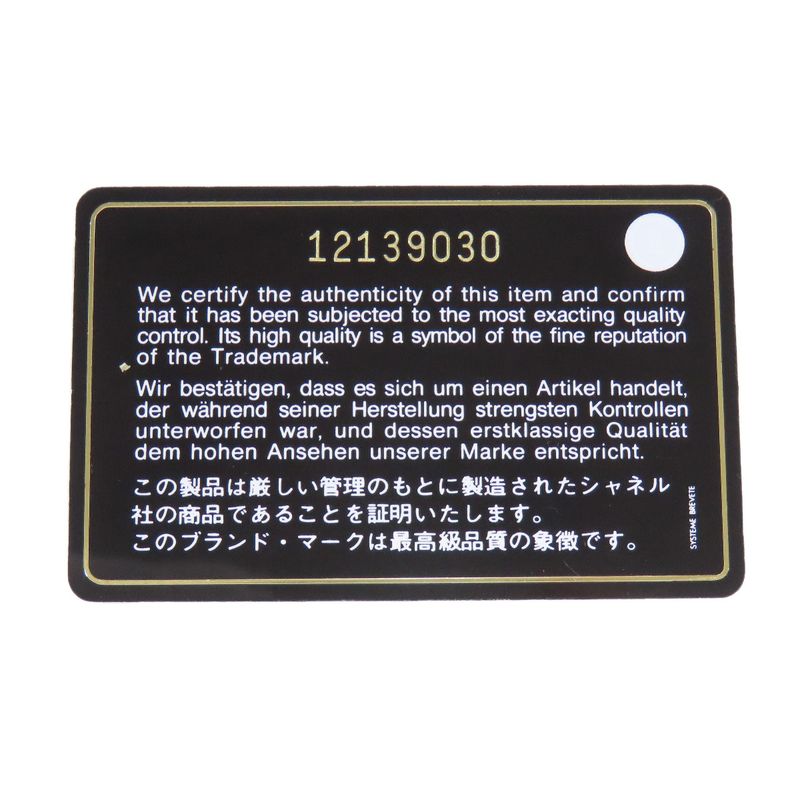 12139030
We certify the authenticity of this item and confirm
that it has been subjected to the most exacting quality
control. Its high quality is a symbol of the fine reputation
of the Trademark.
Wir bestätigen, dass es sich um einen Artikel handelt,
der während seiner Herstellung strengsten Kontrollen
unterworfen war, und dessen erstklassige Qualität
dem hohen Ansehen unserer Marke entspricht.
この製品は厳しい管理のもとに製造されたシャネル
社の商品であることを証明いたします。
このブランド・マークは最高級品質の象徴です。
SYSTEME BREVETE